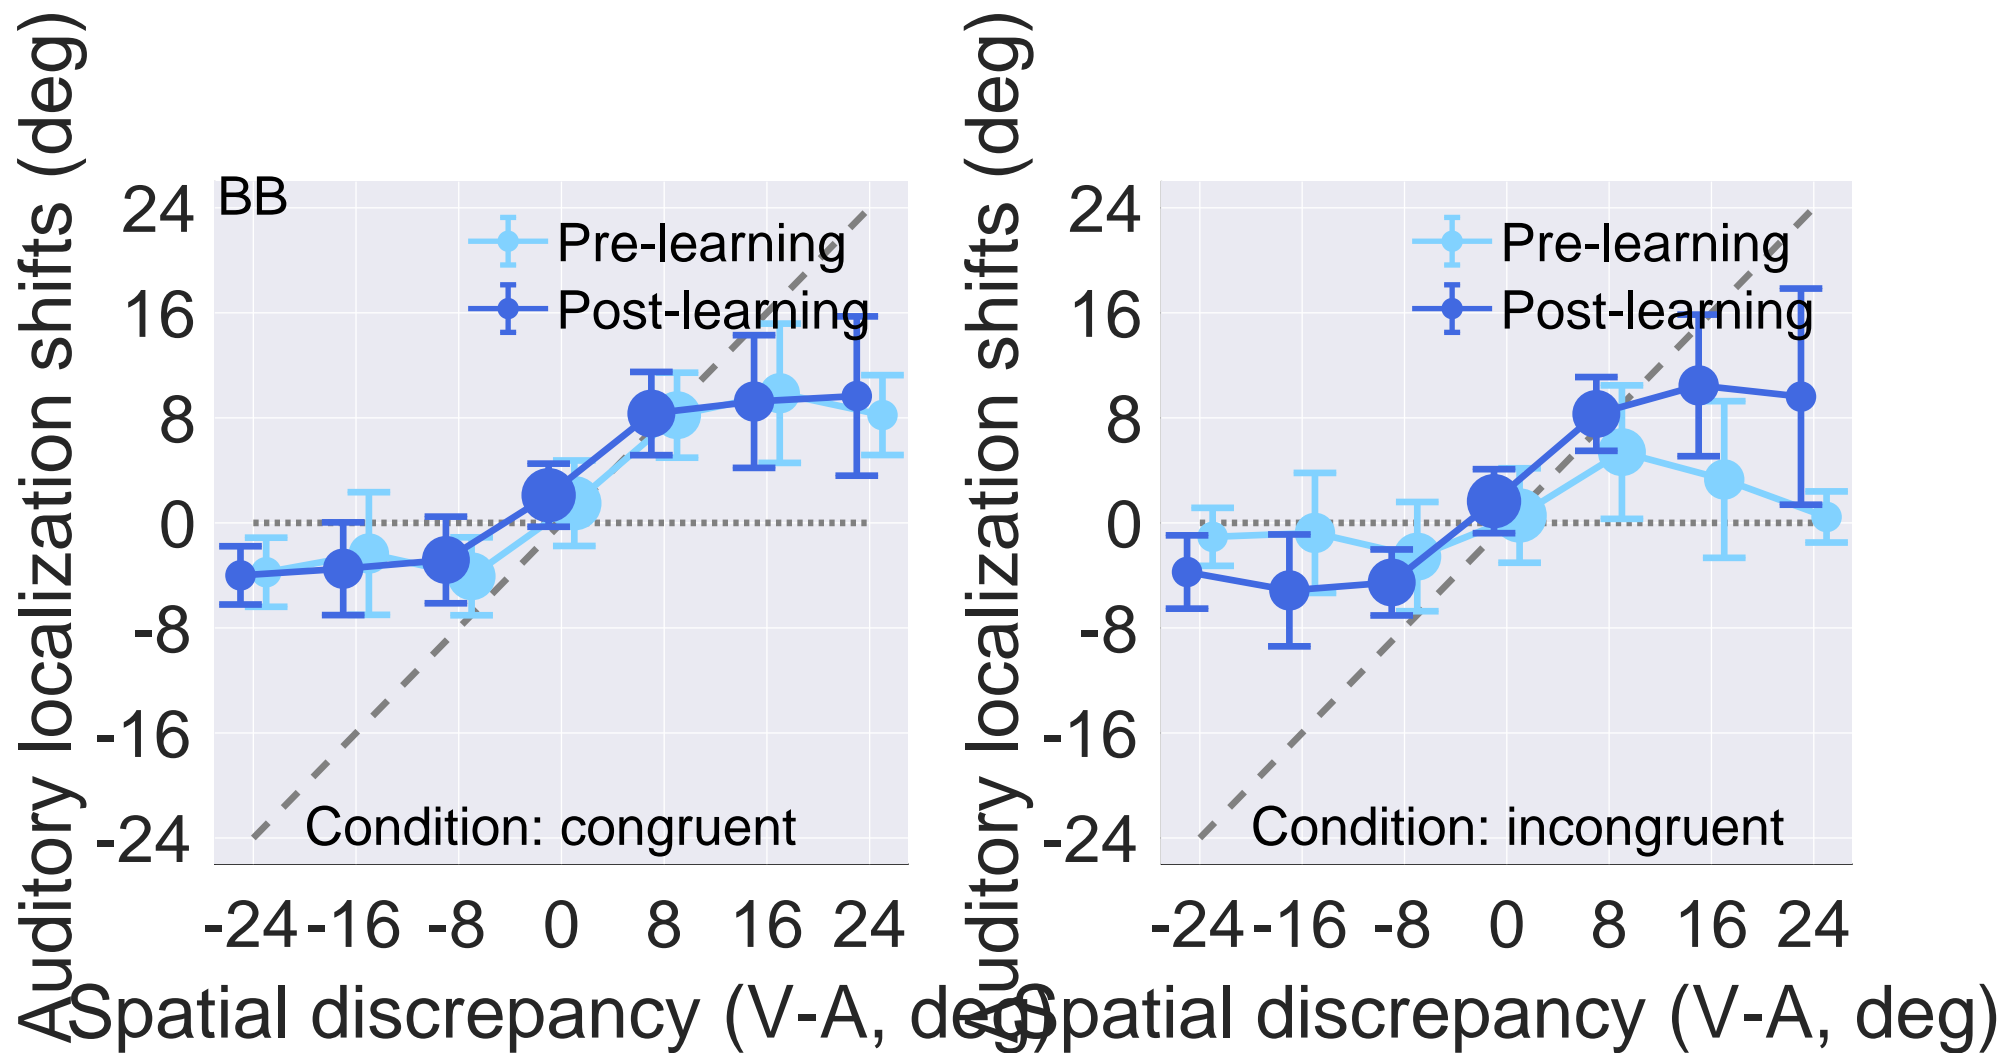 Auditory localization shifts (deg)
BB
24
16
8
0
-8
-16
-24
Pre-learning
Post-learning
Condition: congruent
-24 -16 -8 0 8 16 24
Spatial discrepancy (V-A, deg)
Auditory localization shifts (deg)
24
16
8
0
-8
-16
-24
Pre-learning
Post-learning
Condition: incongruent
-24 -16 -8 0 8 16 24
Spatial discrepancy (V-A, deg)